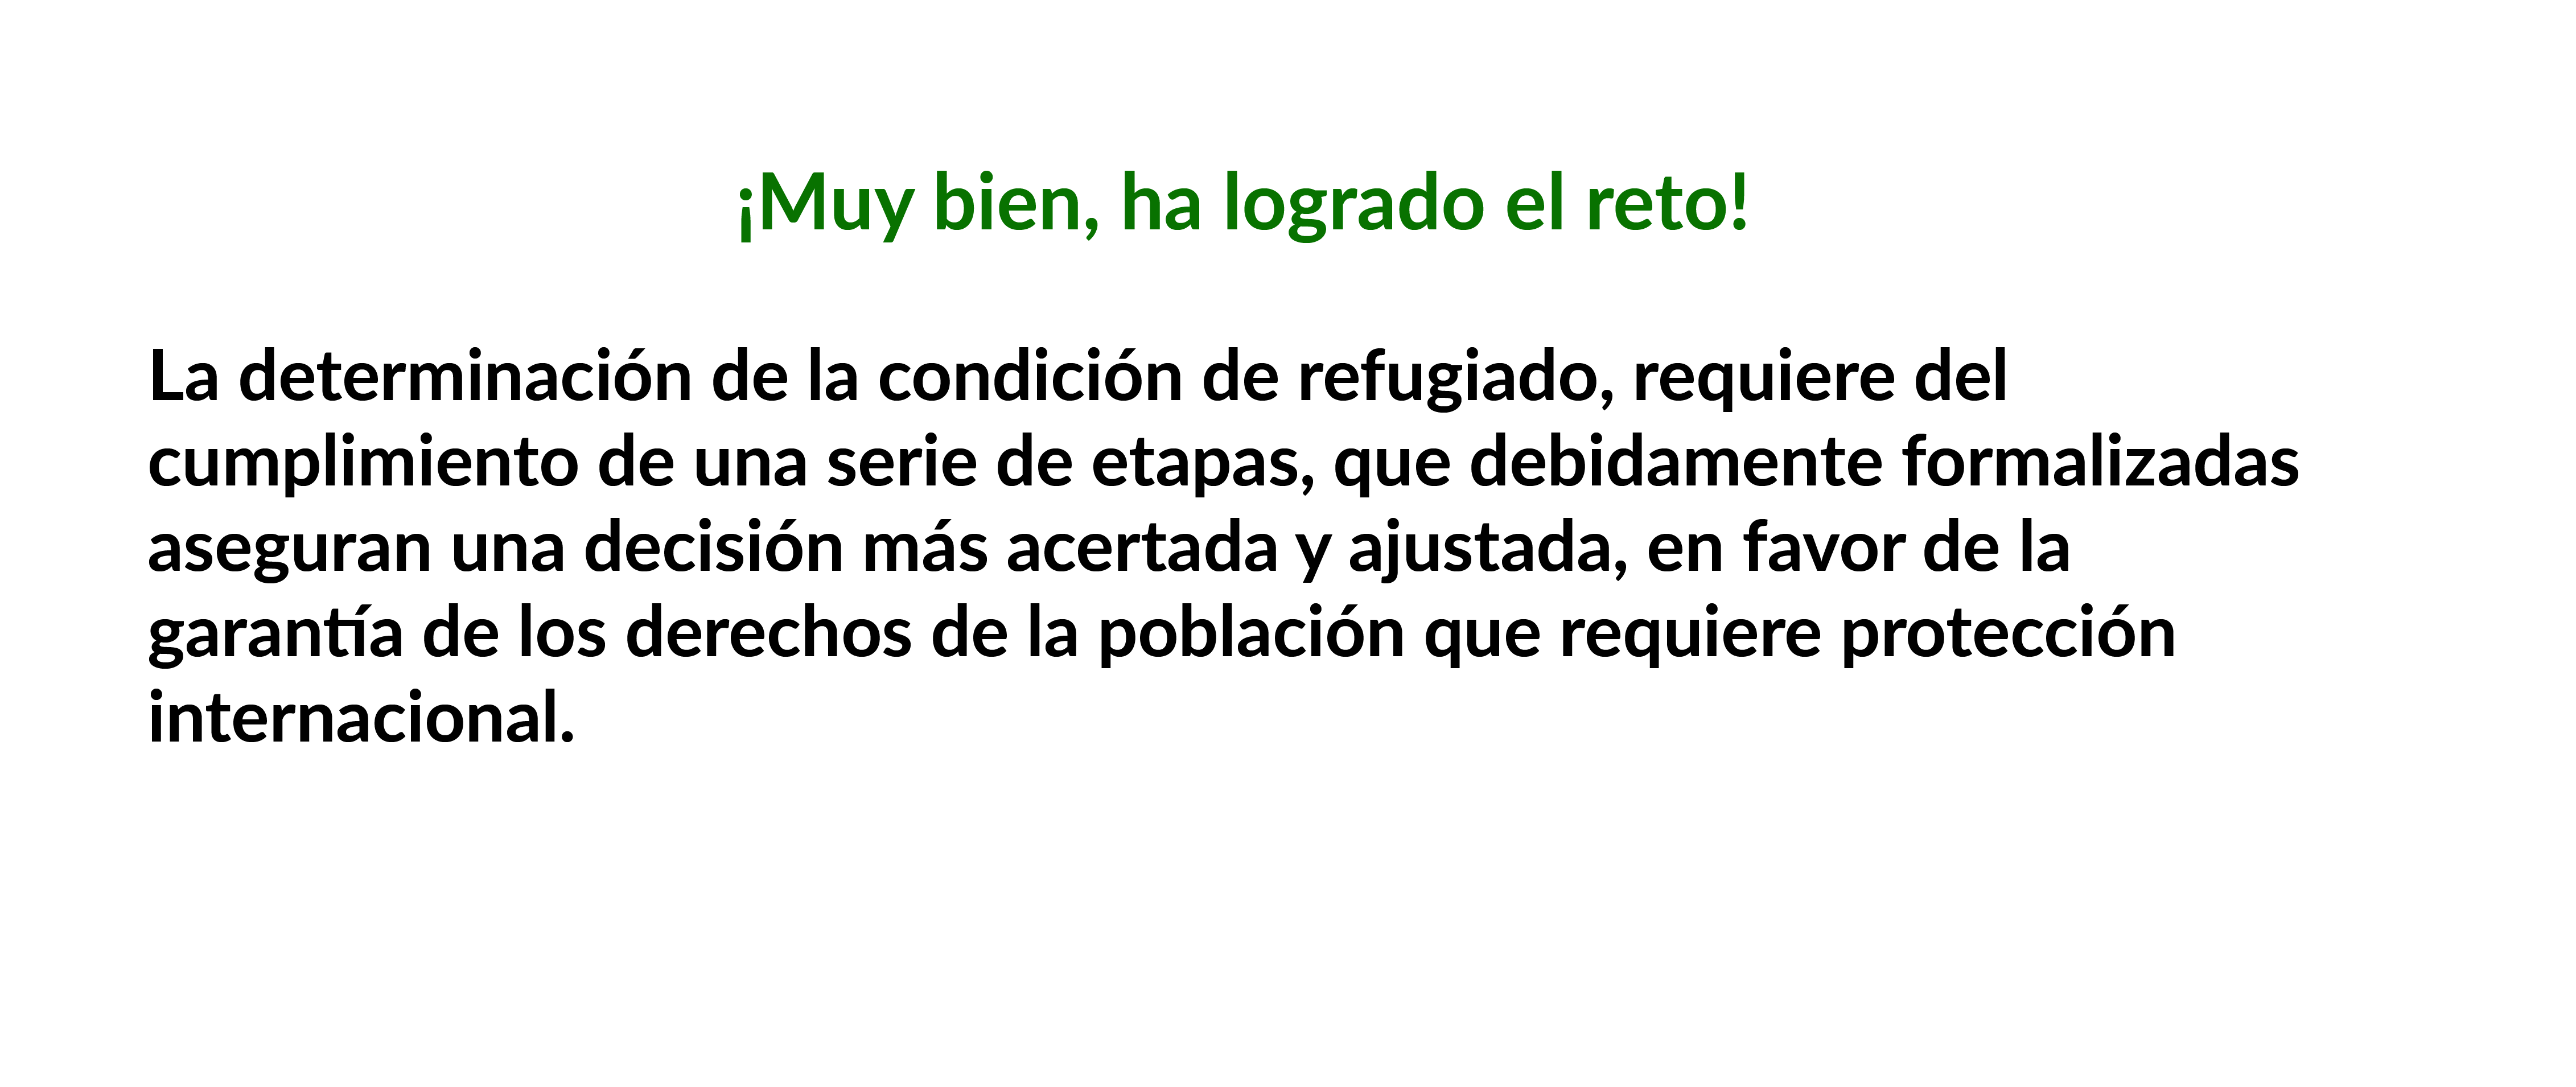 ¡Muy bien, ha logrado el reto!
La determinación de la condición de refugiado, requiere del
cumplimiento de una serie de etapas, que debidamente formalizadas
aseguran una decisión más acertada y ajustada, en favor de la
garantía de los derechos de la población que requiere protección
internacional.